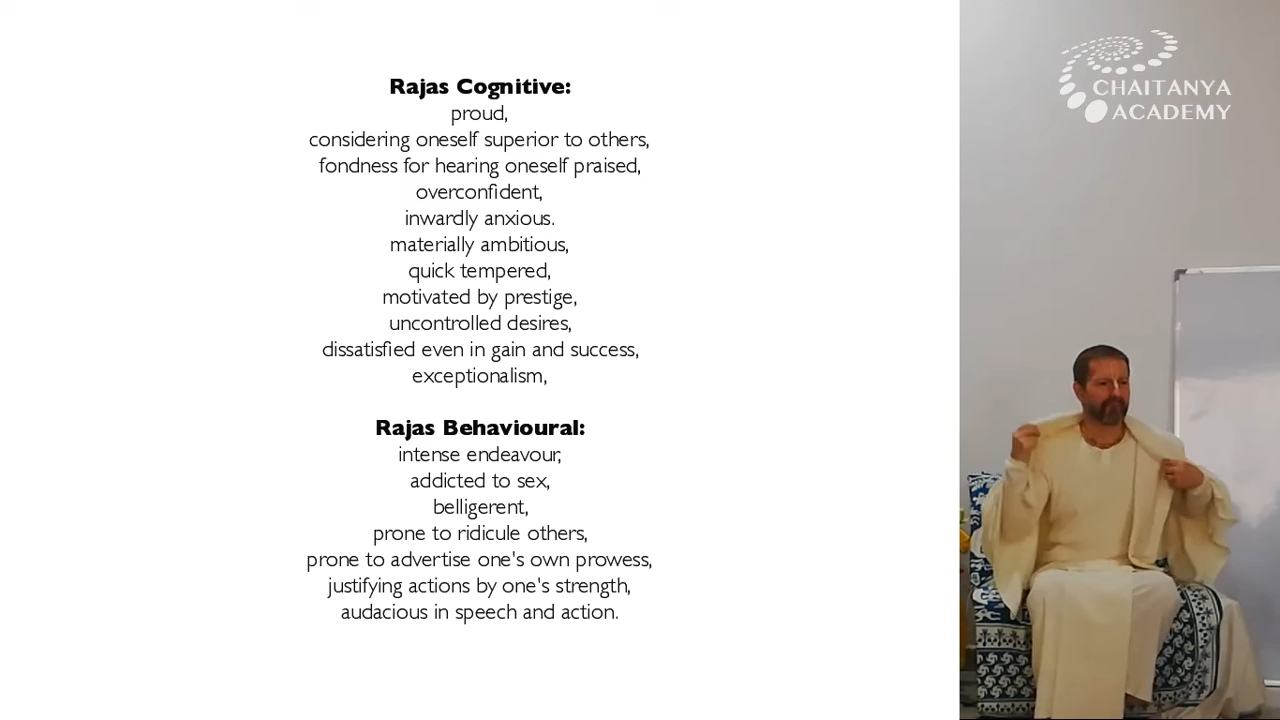 Rajas Cognitive:
proud,
considering oneself superior to others,
fondness for hearing oneself praised,
overconfident,
inwardly anxious.
materially ambitious,
quick tempered,
motivated by prestige,
uncontrolled desires,
dissatisfied even in gain and success,
exceptionalism,
Rajas Behavioural:
intense endeavour,
addicted to sex,
belligerent,
prone to ridicule others,
prone to advertise one's own prowess,
justifying actions by one's strength,
audacious in speech and action.
CHAITANYA
ACADEMY